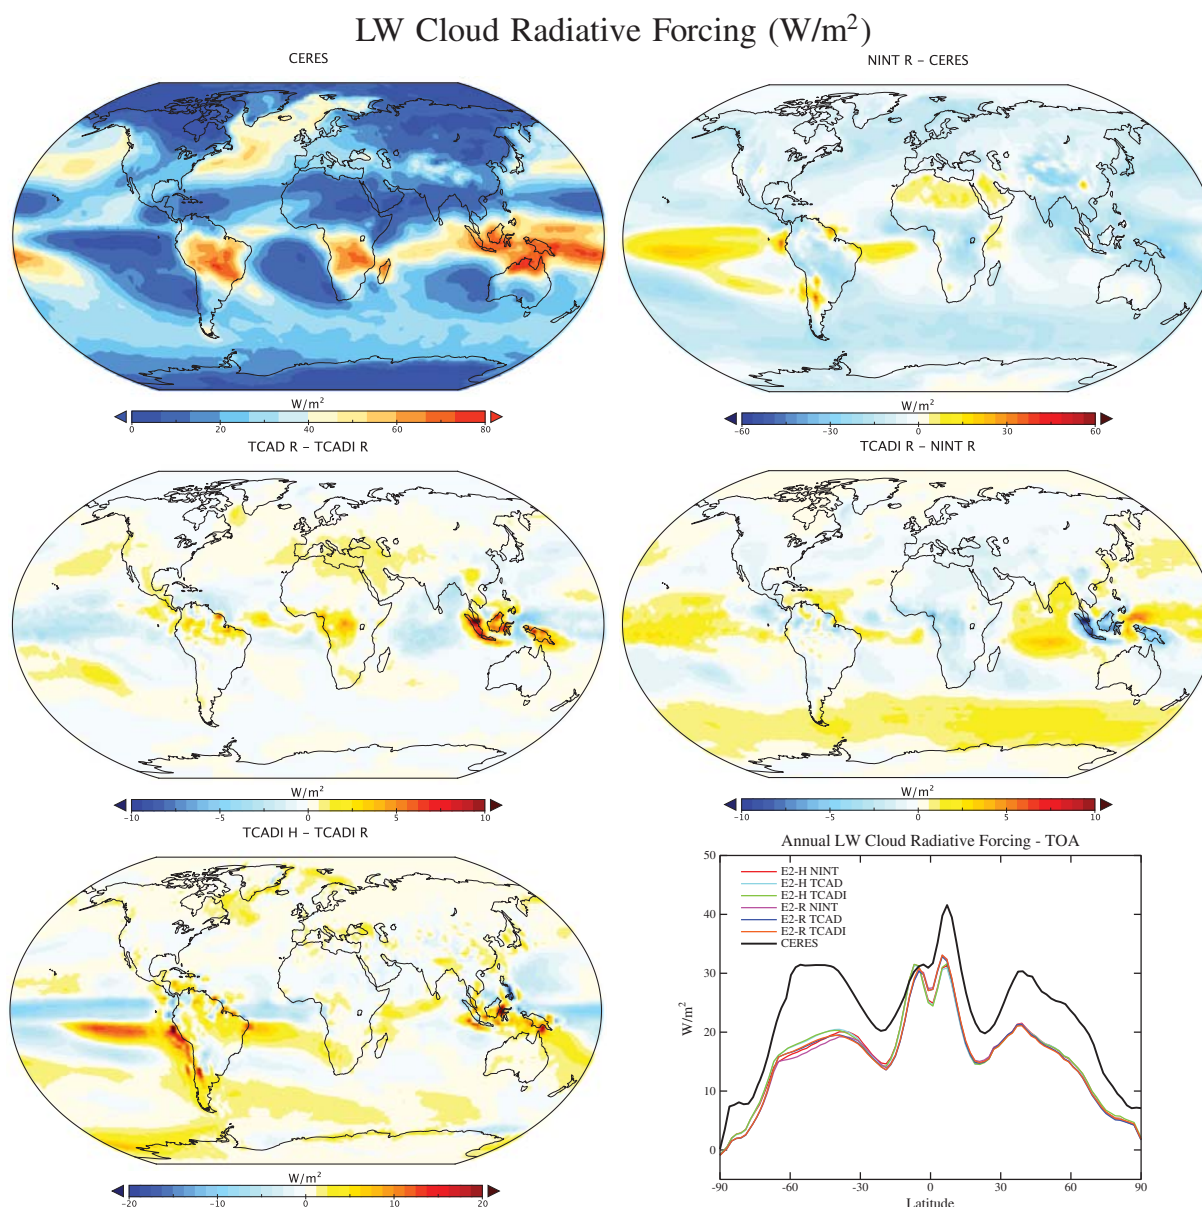 LW Cloud Radiative Forcing (W/m²)
CERES
NINT R − CERES
W/m²
0 20 40 60 80
W/m²
−60 −30 0 30 60
TCAD R − TCADI R
TCADI R − NINT R
W/m²
−10 −5 0 5 10
W/m²
−10 −5 0 5 10
TCADI H − TCADI R
W/m²
−20 −10 0 10 20
Annual LW Cloud Radiative Forcing - TOA
50
40
30
20
10
0
W/m²
E2-H NINT
E2-H TCAD
E2-H TCADI
E2-R NINT
E2-R TCAD
E2-R TCADI
CERES
-90 -60 -30 0 30 60 90
Latitude